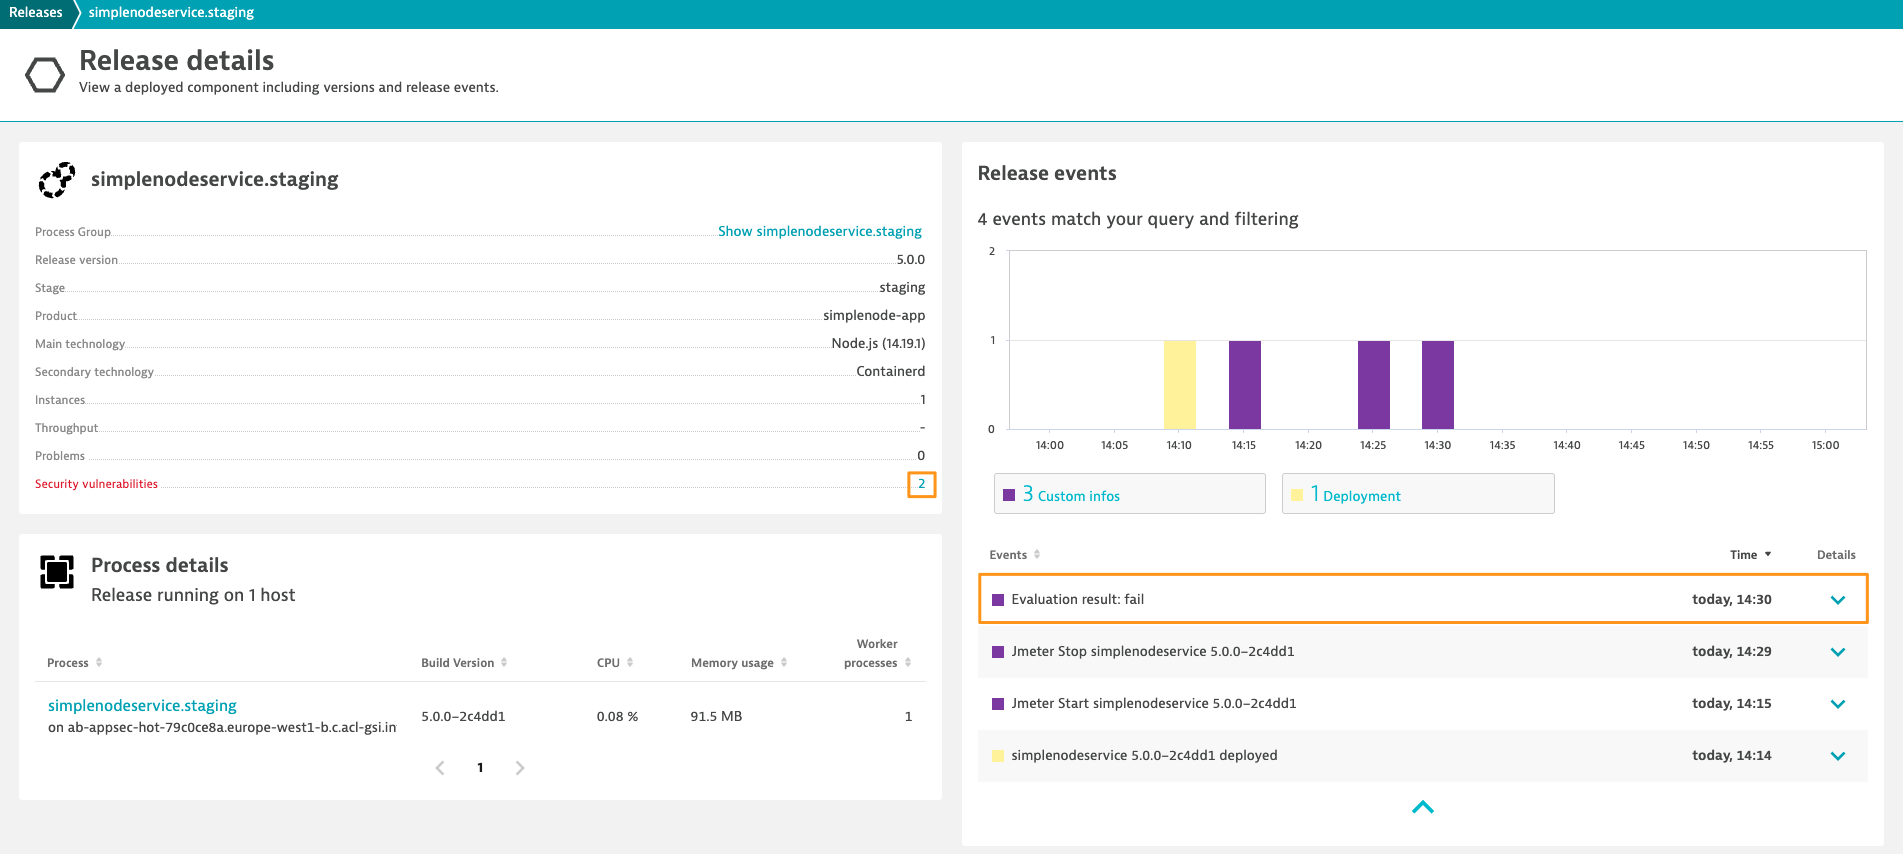 Releases
simplenodeservice.staging
Release details
View a deployed component including versions and release events.
simplenodeservice.staging
Process Group Show simplenodeservice.staging
Release version 5.0.0
Stage staging
Product simplenode-app
Main technology Node.js (14.19.1)
Secondary technology Containerd
Instances 1
Throughput -
Problems 0
Security vulnerabilities 2
Process details
Release running on 1 host
Process Build Version CPU Memory usage Worker processes
simplenodeservice.staging
on ab-appsec-hot-79c0ce8a.europe-west1-b.c.acl-gsi.in
5.0.0-2c4dd1 0.08 % 91.5 MB 1
1
Release events
4 events match your query and filtering
2
1
0
14:00 14:05 14:10 14:15 14:20 14:25 14:30 14:35 14:40 14:45 14:50 14:55 15:00
3 Custom infos
1 Deployment
Events Time Details
Evaluation result: fail today, 14:30
Jmeter Stop simplenodeservice 5.0.0-2c4dd1 today, 14:29
Jmeter Start simplenodeservice 5.0.0-2c4dd1 today, 14:15
simplenodeservice 5.0.0-2c4dd1 deployed today, 14:14